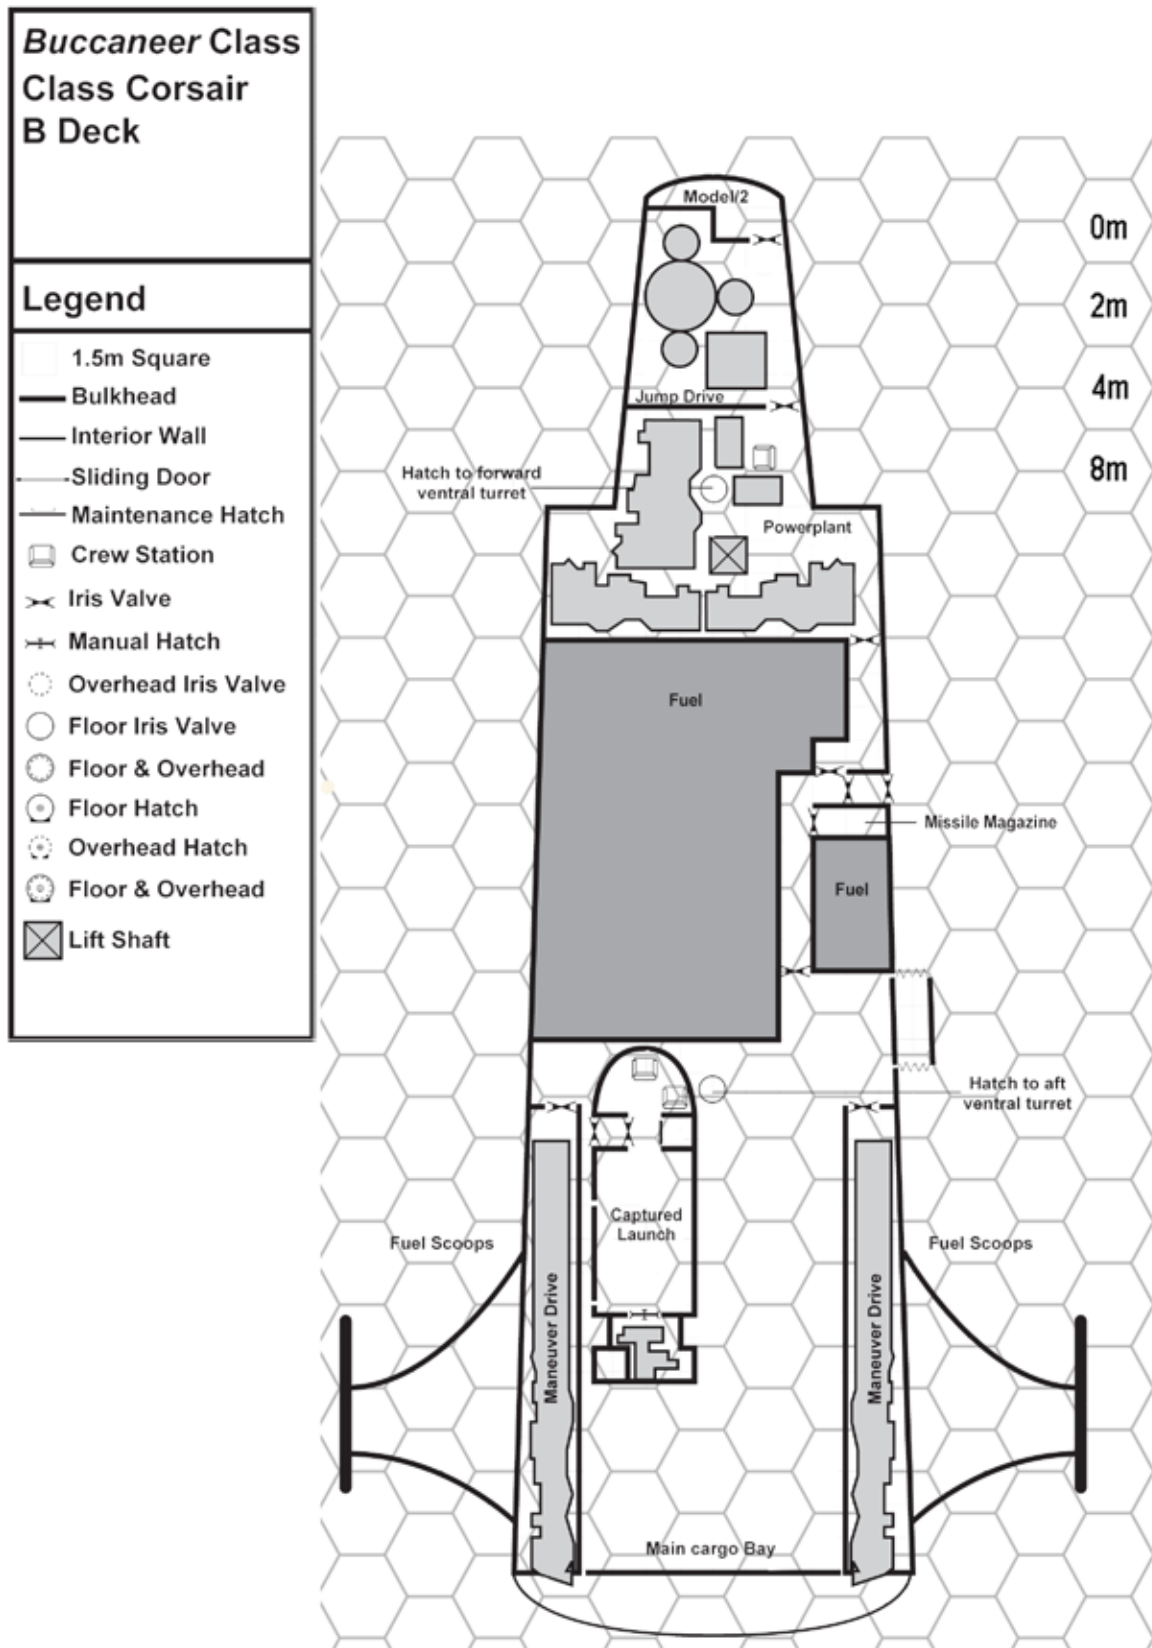 Buccaneer Class
Class Corsair
B Deck
Legend
1.5m Square
Bulkhead
Interior Wall
Sliding Door
Maintenance Hatch
Crew Station
Iris Valve
Manual Hatch
Overhead Iris Valve
Floor Iris Valve
Floor & Overhead
Floor Hatch
Overhead Hatch
Floor & Overhead
Lift Shaft
Model/2
0m
2m
4m
8m
Jump Drive
Hatch to forward
ventral turret
Powerplant
Fuel
Missile Magazine
Fuel
Hatch to aft
ventral turret
Captured
Launch
Fuel Scoops
Fuel Scoops
Maneuver Drive
Maneuver Drive
Main cargo Bay